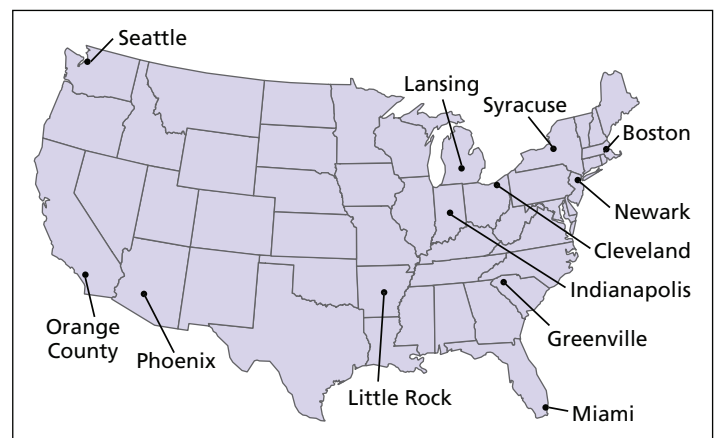 Seattle
Lansing
Syracuse
Boston
Newark
Cleveland
Indianapolis
Greenville
Orange
County
Phoenix
Little Rock
Miami